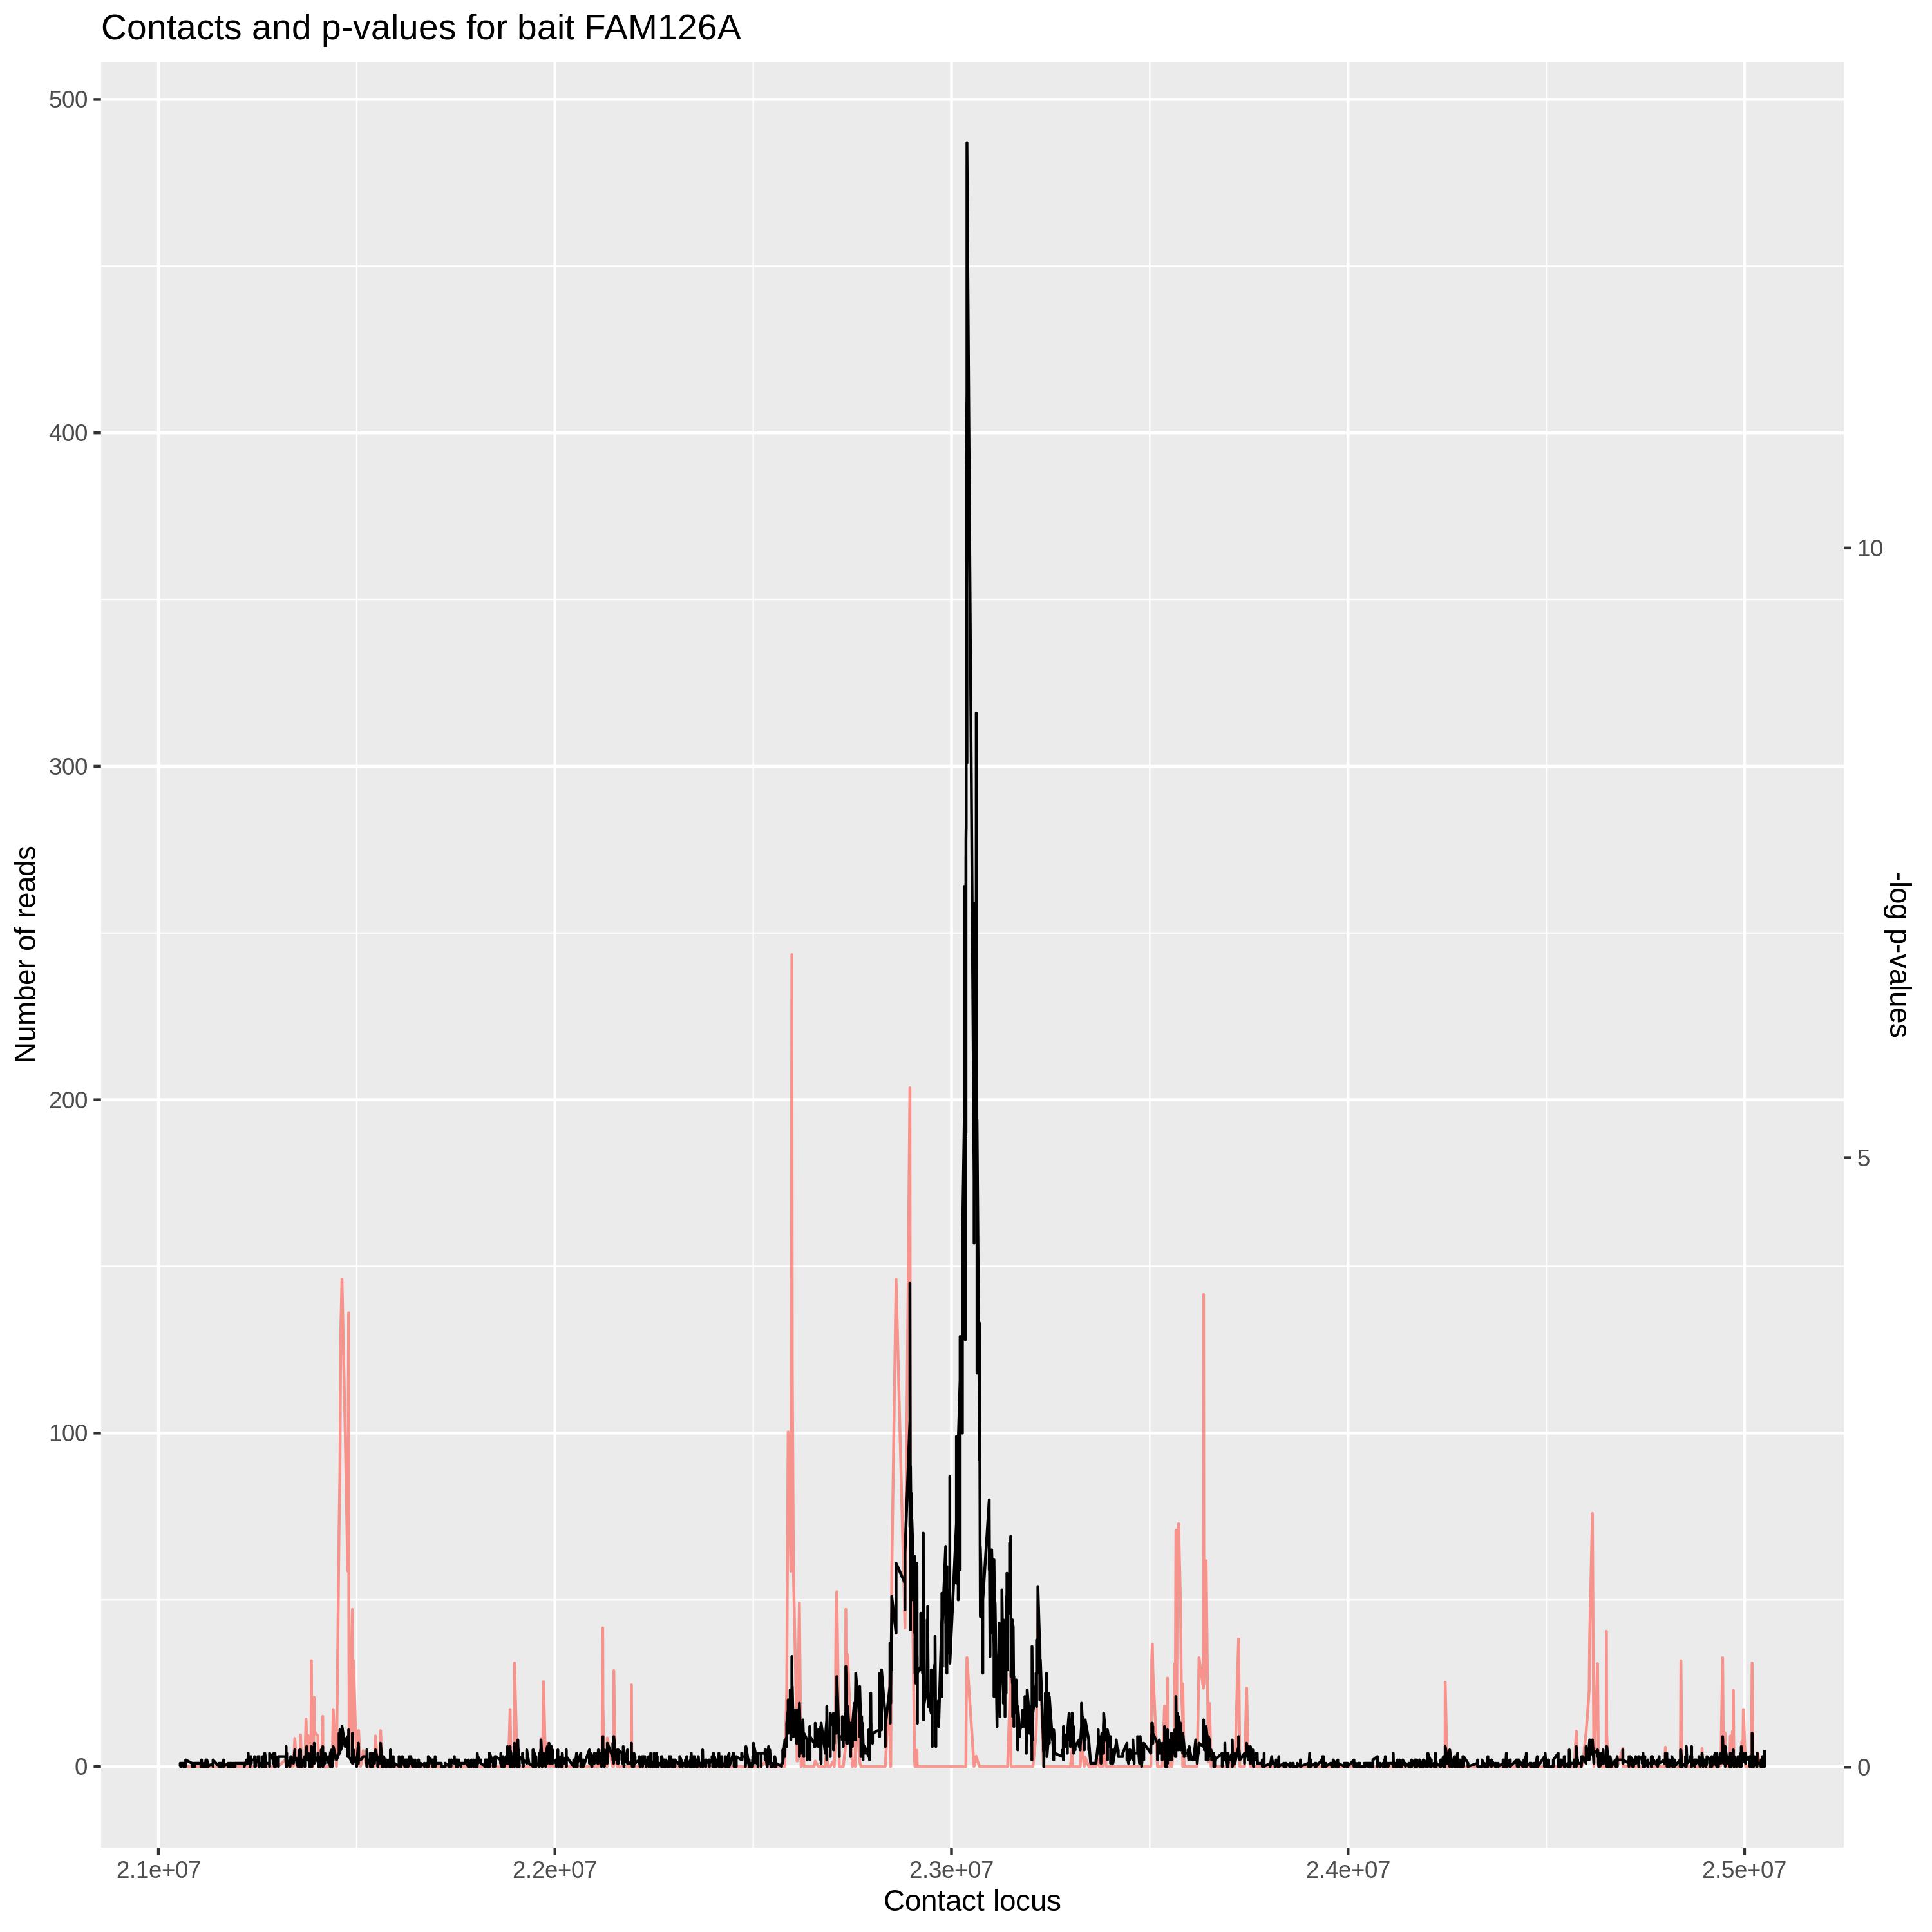 Contacts and p-values for bait FAM126A
500
400
300
200
100
0
Number of reads
10
5
0
-log p-values
2.1e+07
2.2e+07
2.3e+07
2.4e+07
2.5e+07
Contact locus